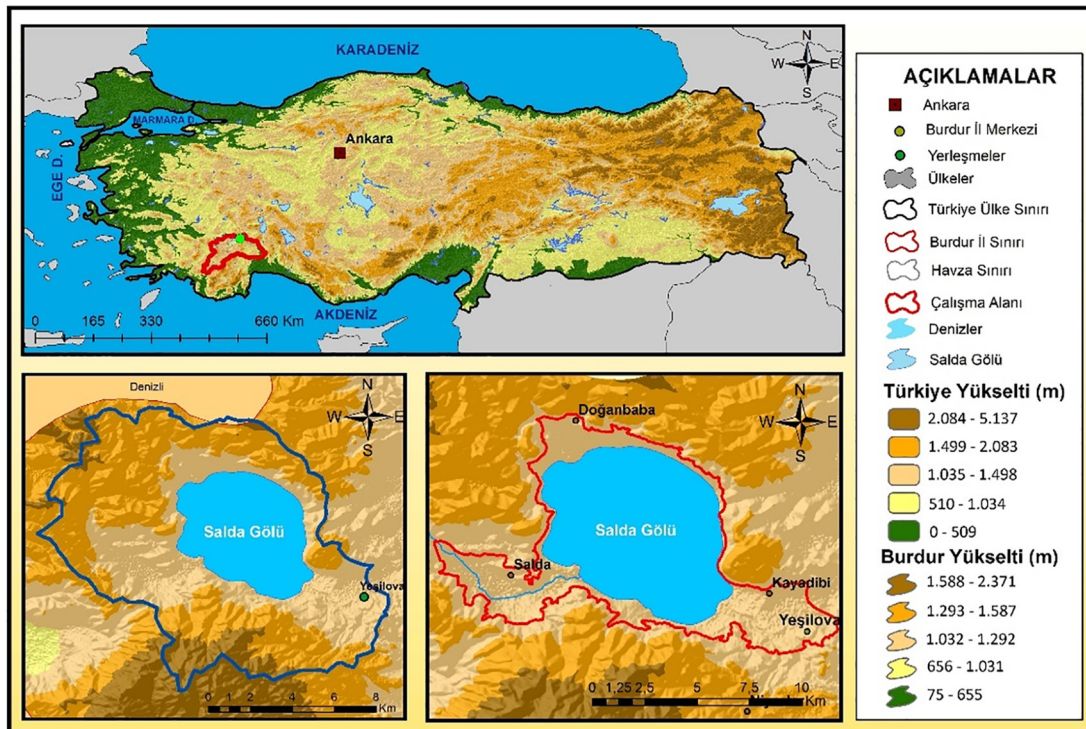 KARADENİZ
N
W E
S
MARMARA D.
Ankara
EGE D.
AKDENİZ
0 165 330 660 Km
Denizli
N
W E
S
Salda Gölü
Yeşilova
0 2 4 6 8
Km
Doğanbaba
N
W E
S
Salda Gölü
Salda
Kayadibi
Yeşilova
0 1,25 2,5 5 7,5 10
Km
AÇIKLAMALAR
Ankara
Burdur İl Merkezi
Yerleşmeler
Ülkeler
Türkiye Ülke Sınırı
Burdur İl Sınırı
Havza Sınırı
Çalışma Alanı
Denizler
Salda Gölü
Türkiye Yükselti (m)
2.084 - 5.137
1.499 - 2.083
1.035 - 1.498
510 - 1.034
0 - 509
Burdur Yükselti (m)
1.588 - 2.371
1.293 - 1.587
1.032 - 1.292
656 - 1.031
75 - 655